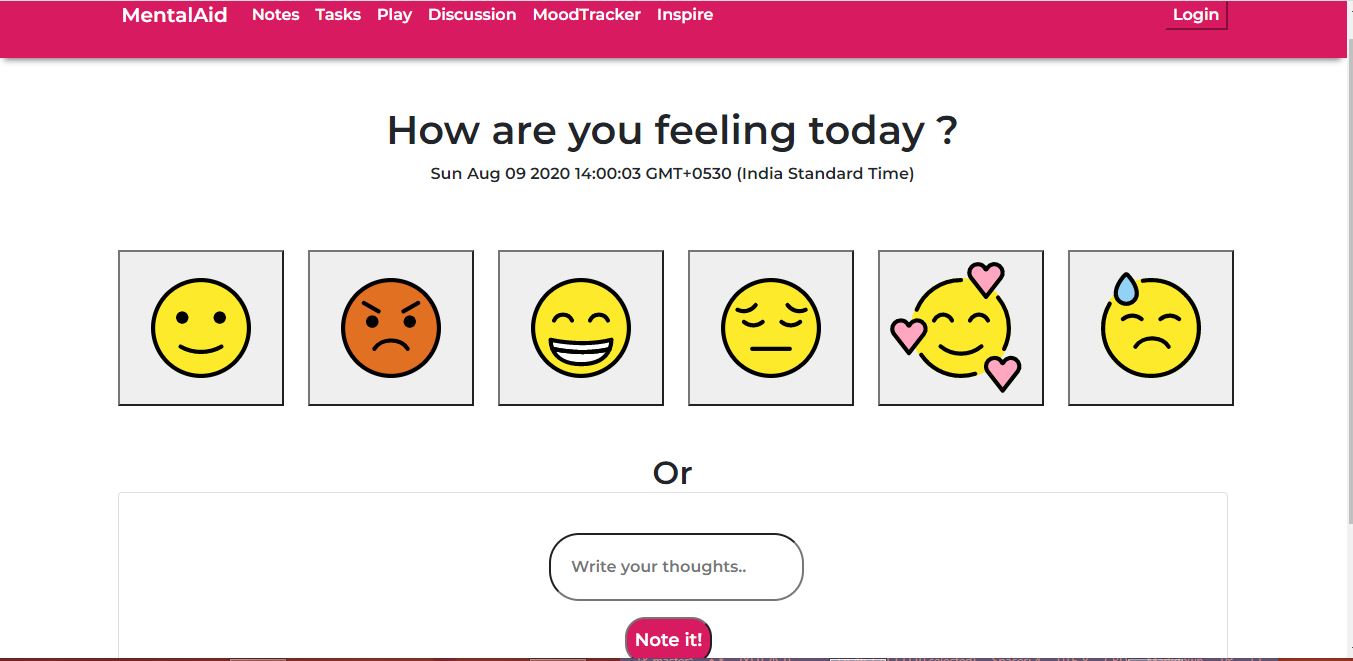 MentalAid Notes Tasks Play Discussion MoodTracker Inspire Login
How are you feeling today ?
Sun Aug 09 2020 14:00:03 GMT+0530 (India Standard Time)
Or
Write your thoughts..
Note it!